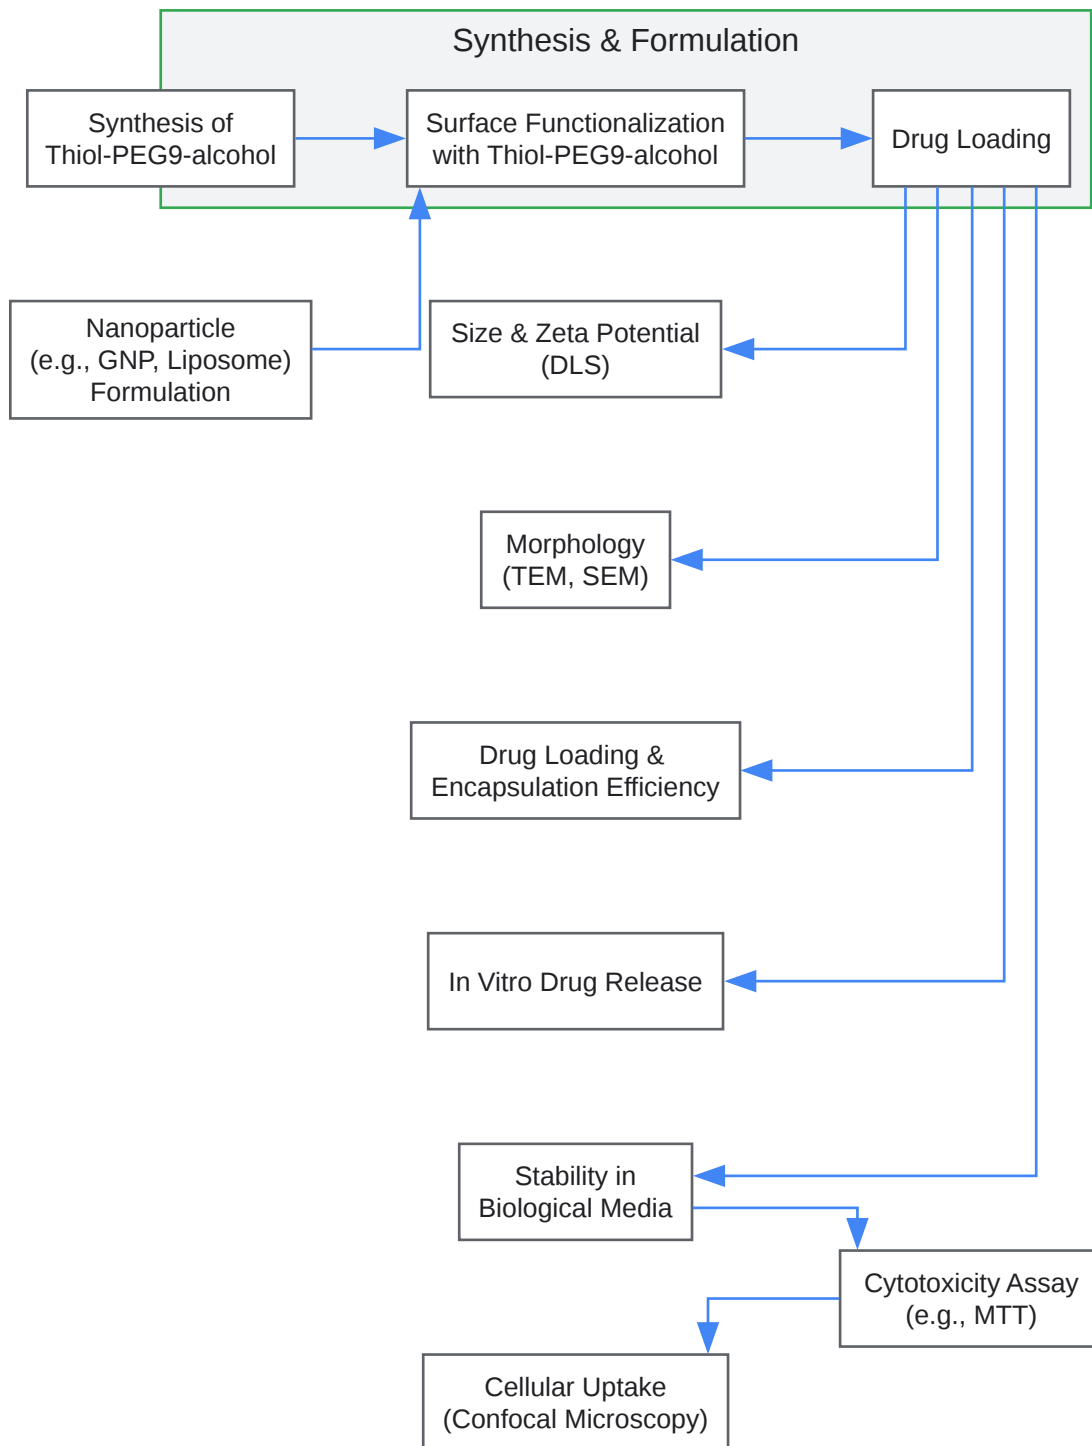 Synthesis & Formulation
Synthesis of
Thiol-PEG9-alcohol
Surface Functionalization
with Thiol-PEG9-alcohol
Drug Loading
Nanoparticle
(e.g., GNP, Liposome)
Formulation
Size & Zeta Potential
(DLS)
Morphology
(TEM, SEM)
Drug Loading &
Encapsulation Efficiency
In Vitro Drug Release
Stability in
Biological Media
Cytotoxicity Assay
(e.g., MTT)
Cellular Uptake
(Confocal Microscopy)